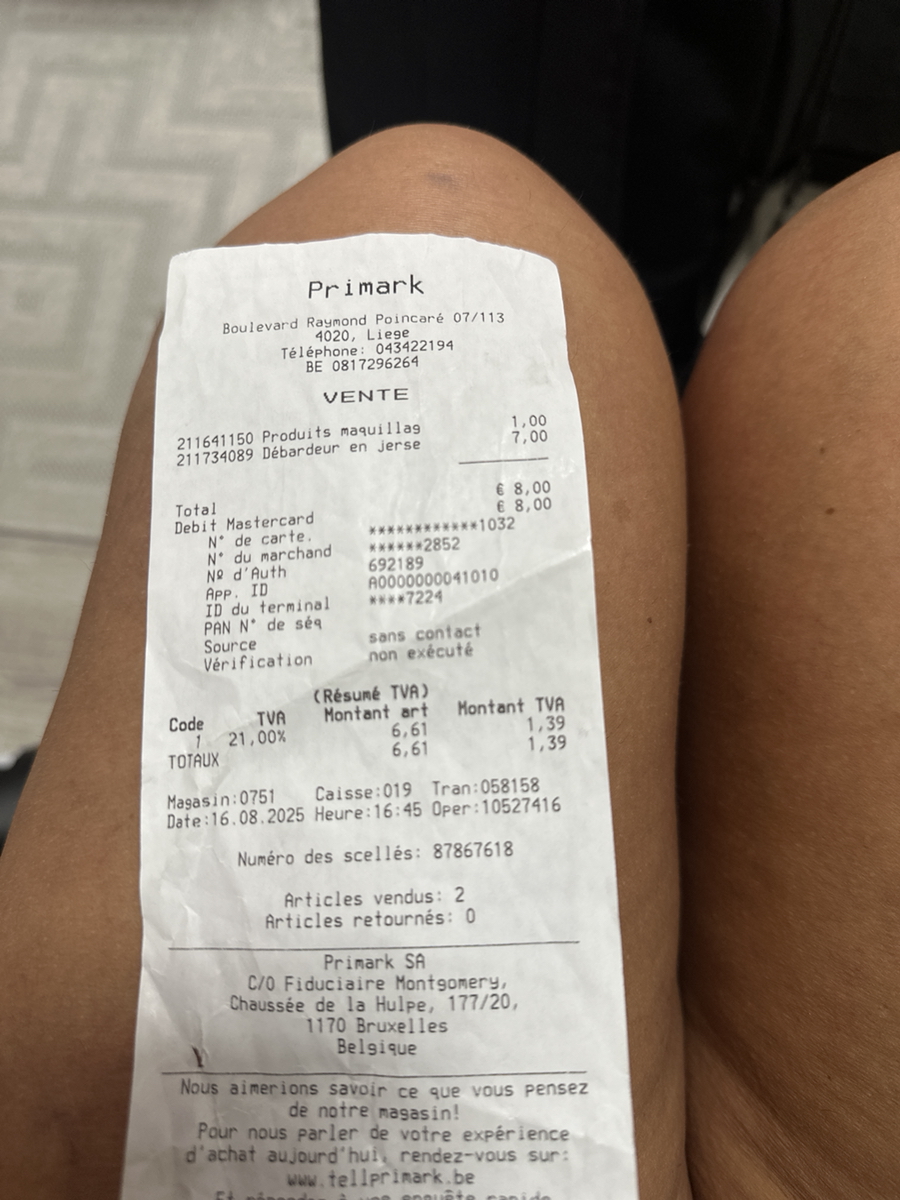 Primark
Boulevard Raymond Poincaré 07/113
4020, Liege
Téléphone: 043422194
BE 0817296264
VENTE
211641150 Produits maquillag 1,00
211734089 Débardeur en jerse 7,00
Total € 8,00
Debit Mastercard € 8,00
N° de carte. ************1032
N° du marchand ******2852
Nº d'Auth 692189
App. ID A0000000041010
ID du terminal ****7224
PAN N° de séq
Source sans contact
Vérification non exécuté
(Résumé TVA)
Code TVA Montant art Montant TVA
1 21,00% 6,61 1,39
TOTAUX 6,61 1,39
Magasin:0751 Caisse:019 Tran:058158
Date:16.08.2025 Heure:16:45 Oper:10527416
Numéro des scellés: 87867618
Articles vendus: 2
Articles retournés: 0
Primark SA
C/O Fiduciaire Montgomery,
Chaussée de la Hulpe, 177/20,
1170 Bruxelles
Belgique
Nous aimerions savoir ce que vous pensez
de notre magasin!
Pour nous parler de votre expérience
d'achat aujourd'hui, rendez-vous sur:
www.tellprimark.be
Et répondez à une enquête rapide